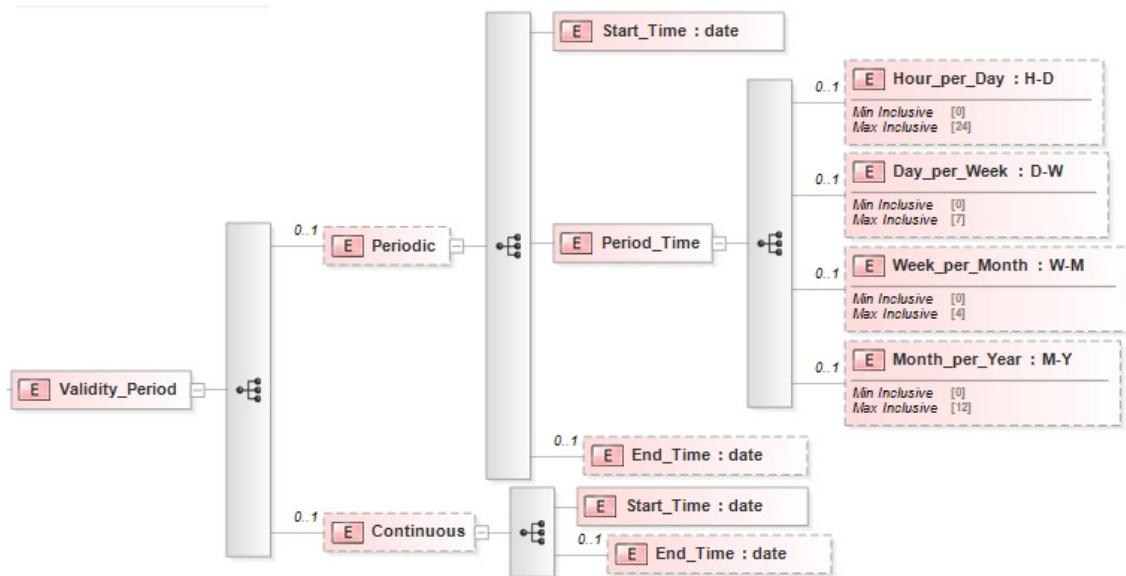 E Start_Time : date
0..1
E Hour_per_Day : H-D
Min Inclusive [0]
Max Inclusive [24]
0..1
E Day_per_Week : D-W
Min Inclusive [0]
Max Inclusive [7]
0..1
E Periodic
E Period_Time
0..1
E Week_per_Month : W-M
Min Inclusive [0]
Max Inclusive [4]
0..1
E Month_per_Year : M-Y
Min Inclusive [0]
Max Inclusive [12]
E Validity_Period
0..1
E End_Time : date
0..1
E Continuous
E Start_Time : date
0..1
E End_Time : date